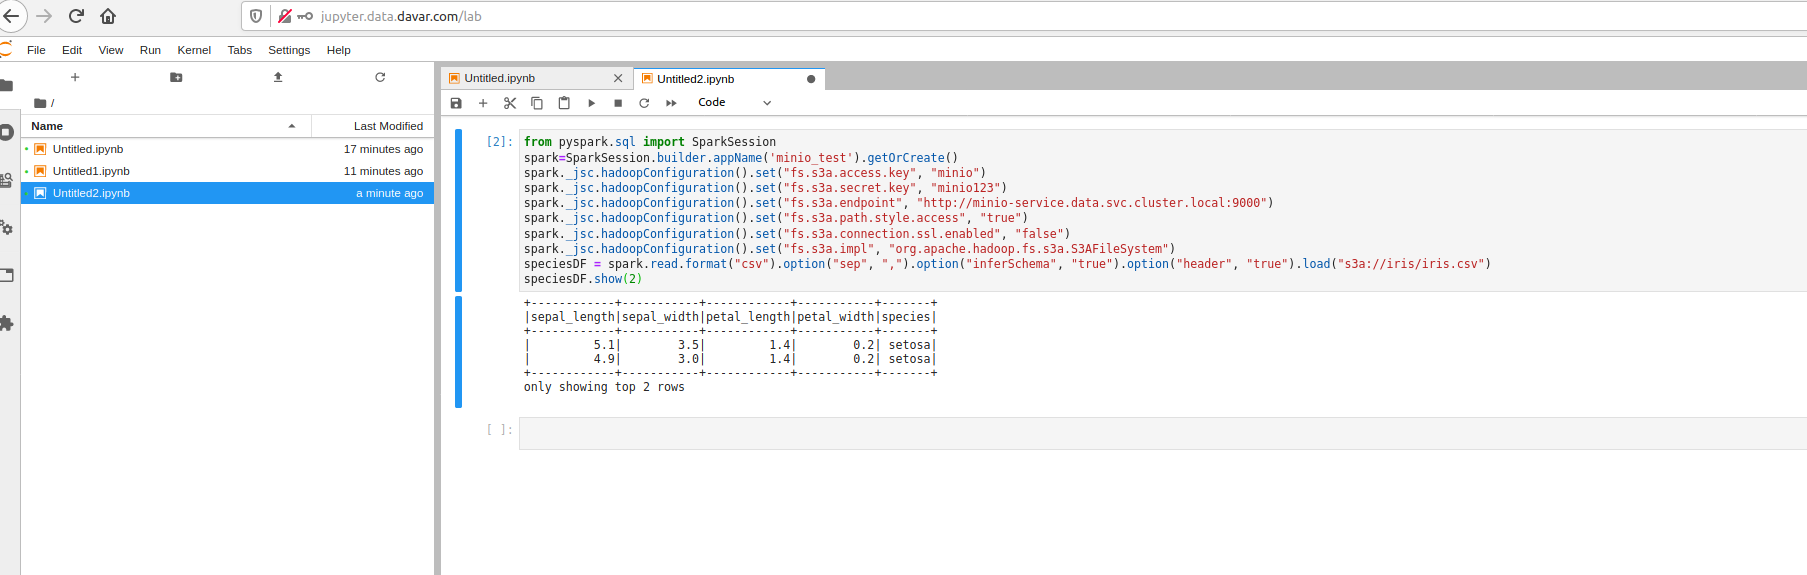 jupyter.data.davar.com/lab
File Edit View Run Kernel Tabs Settings Help
/
Name Last Modified
Untitled.ipynb 17 minutes ago
Untitled1.ipynb 11 minutes ago
Untitled2.ipynb a minute ago
Untitled.ipynb Untitled2.ipynb
Code
[2]: from pyspark.sql import SparkSession
spark=SparkSession.builder.appName('minio_test').getOrCreate()
spark._jsc.hadoopConfiguration().set("fs.s3a.access.key", "minio")
spark._jsc.hadoopConfiguration().set("fs.s3a.secret.key", "minio123")
spark._jsc.hadoopConfiguration().set("fs.s3a.endpoint", "http://minio-service.data.svc.cluster.local:9000")
spark._jsc.hadoopConfiguration().set("fs.s3a.path.style.access", "true")
spark._jsc.hadoopConfiguration().set("fs.s3a.connection.ssl.enabled", "false")
spark._jsc.hadoopConfiguration().set("fs.s3a.impl", "org.apache.hadoop.fs.s3a.S3AFileSystem")
speciesDF = spark.read.format("csv").option("sep", ",").option("inferSchema", "true").option("header", "true").load("s3a://iris/iris.csv")
speciesDF.show(2)
+------------+-----------+------------+-----------+-------+
|sepal_length|sepal_width|petal_length|petal_width|species|
+------------+-----------+------------+-----------+-------+
|         5.1|        3.5|         1.4|        0.2| setosa|
|         4.9|        3.0|         1.4|        0.2| setosa|
+------------+-----------+------------+-----------+-------+
only showing top 2 rows
[ ]: